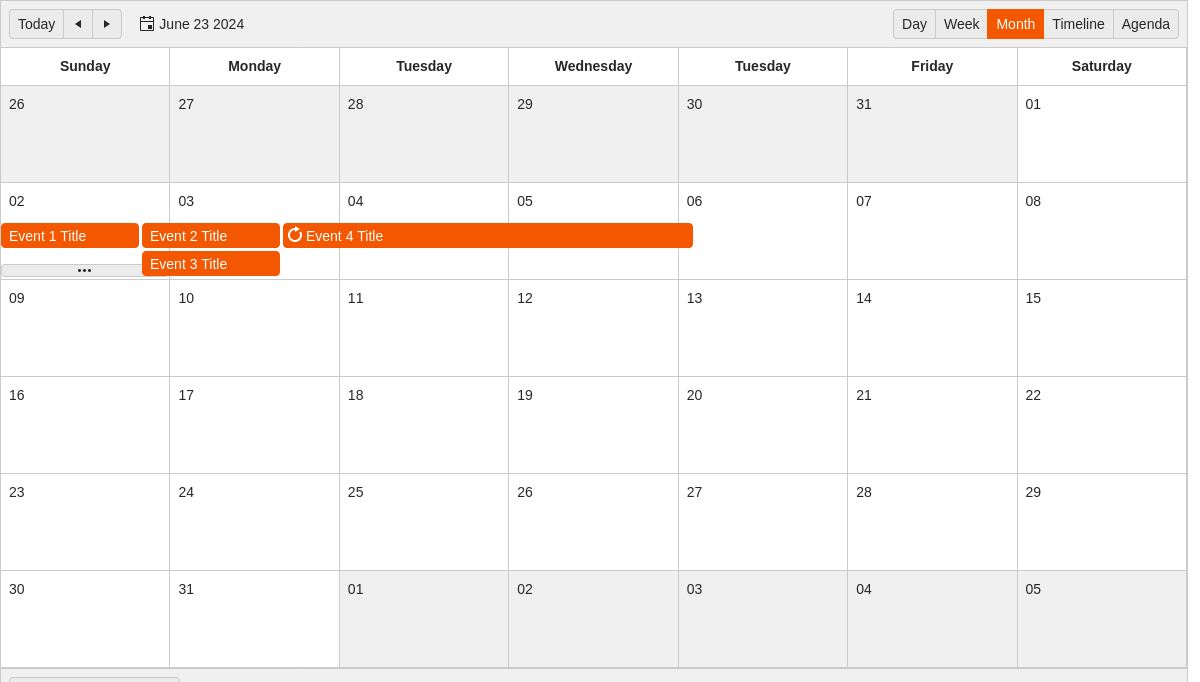 Today June 23 2024 Day Week Month Timeline Agenda
Sunday Monday Tuesday Wednesday Tuesday Friday Saturday
26 27 28 29 30 31 01
02 03 04 05 06 07 08
Event 1 Title Event 2 Title Event 4 Title
Event 3 Title
09 10 11 12 13 14 15
16 17 18 19 20 21 22
23 24 25 26 27 28 29
30 31 01 02 03 04 05